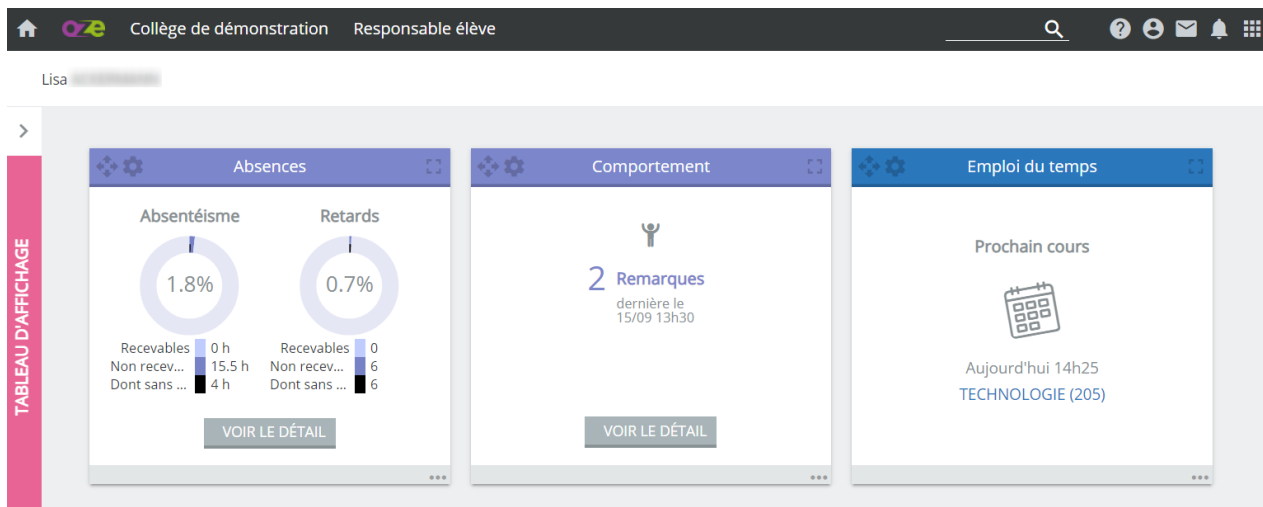 oze Collège de démonstration Responsable élève
Lisa
TABLEAU D'AFFICHAGE
Absences
Absentéisme Retards
1.8% 0.7%
Recevables 0 h Recevables 0
Non recev... 15.5 h Non recev... 6
Dont sans ... 4 h Dont sans ... 6
VOIR LE DÉTAIL
Comportement
2 Remarques
dernière le
15/09 13h30
VOIR LE DÉTAIL
Emploi du temps
Prochain cours
Aujourd'hui 14h25
TECHNOLOGIE (205)